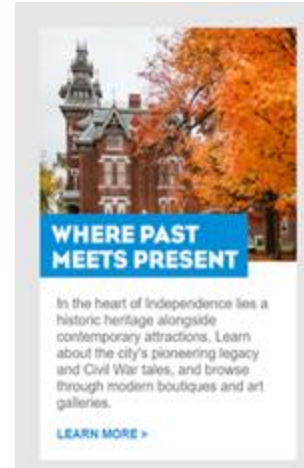 WHERE PAST
MEETS PRESENT
In the heart of Independence lies a
historic heritage alongside
contemporary attractions. Learn
about the city's pioneering legacy
and Civil War tales, and browse
through modern boutiques and art
galleries.
LEARN MORE >